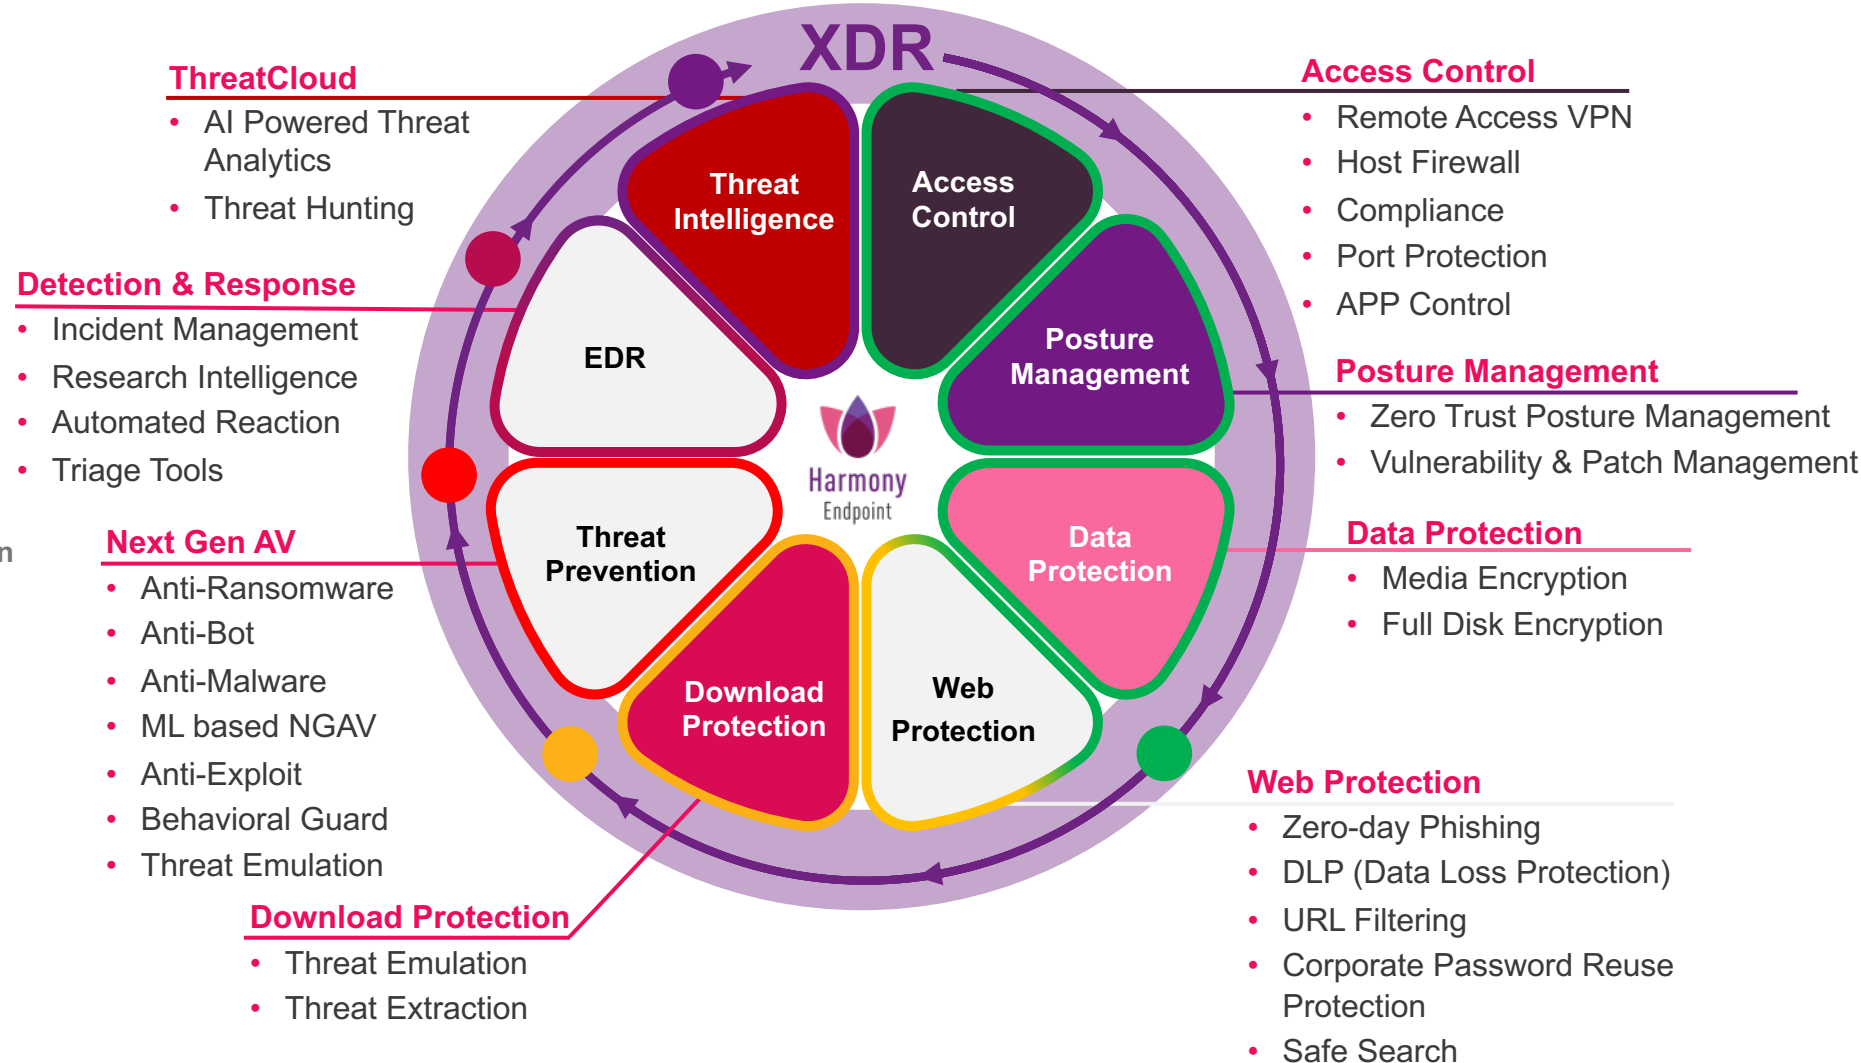 XDR
ThreatCloud
AI Powered Threat
Analytics
Threat Hunting
Detection & Response
Incident Management
Research Intelligence
Automated Reaction
Triage Tools
n
Next Gen AV
Anti-Ransomware
Anti-Bot
Anti-Malware
ML based NGAV
Anti-Exploit
Behavioral Guard
Threat Emulation
Download Protection
Threat Emulation
Threat Extraction
Threat
Intelligence
Access
Control
EDR
Posture
Management
Harmony
Endpoint
Threat
Prevention
Data
Protection
Download
Protection
Web
Protection
Access Control
Remote Access VPN
Host Firewall
Compliance
Port Protection
APP Control
Posture Management
Zero Trust Posture Management
Vulnerability & Patch Management
Data Protection
Media Encryption
Full Disk Encryption
Web Protection
Zero-day Phishing
DLP (Data Loss Protection)
URL Filtering
Corporate Password Reuse
Protection
Safe Search